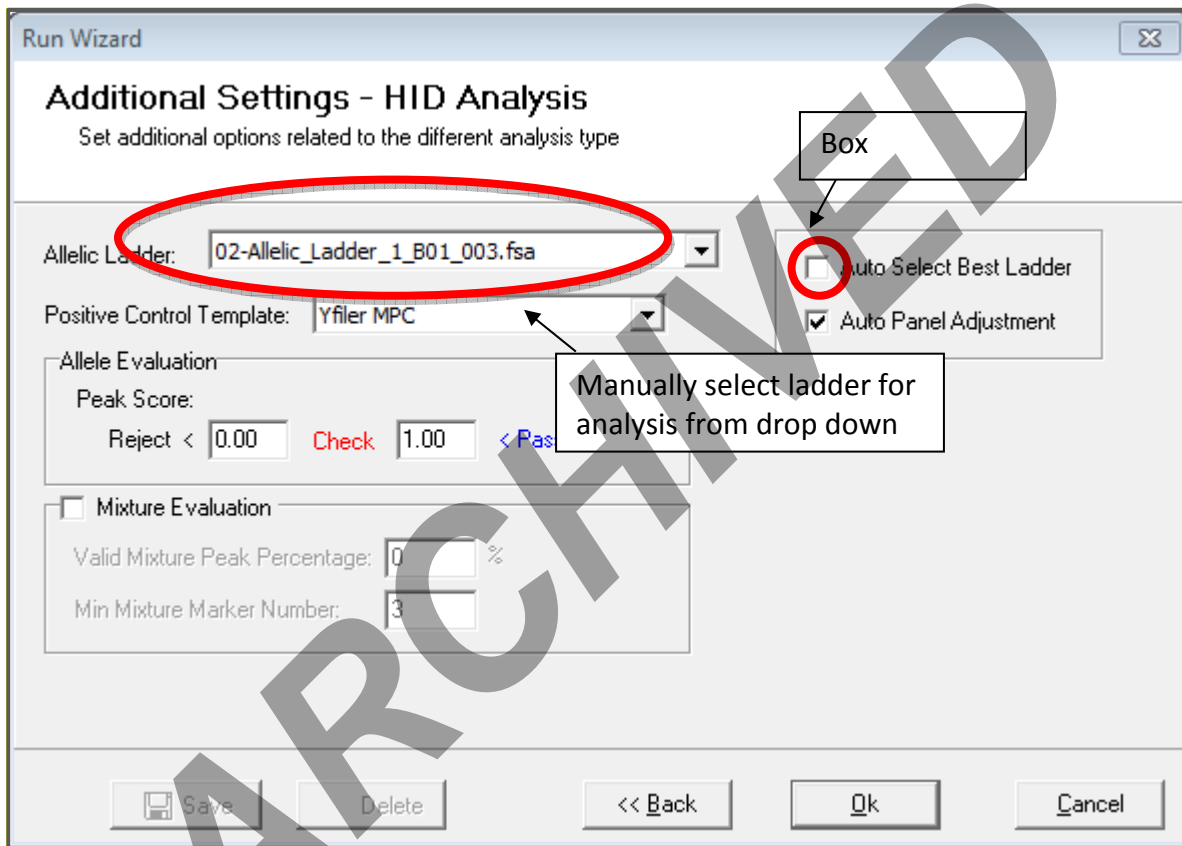 Run Wizard
Additional Settings - HID Analysis
Set additional options related to the different analysis type
Box
Allelic Ladder: 02-Allelic_Ladder_1_B01_003.fsa
Auto Select Best Ladder
Positive Control Template: Yfiler MPC
Auto Panel Adjustment
Allele Evaluation
Manually select ladder for
analysis from drop down
Peak Score:
Reject < 0.00 Check 1.00 < Pas
Mixture Evaluation
Valid Mixture Peak Percentage: 0 %
Min Mixture Marker Number: 3
Save Delete << Back Ok Cancel
ARCHIVED